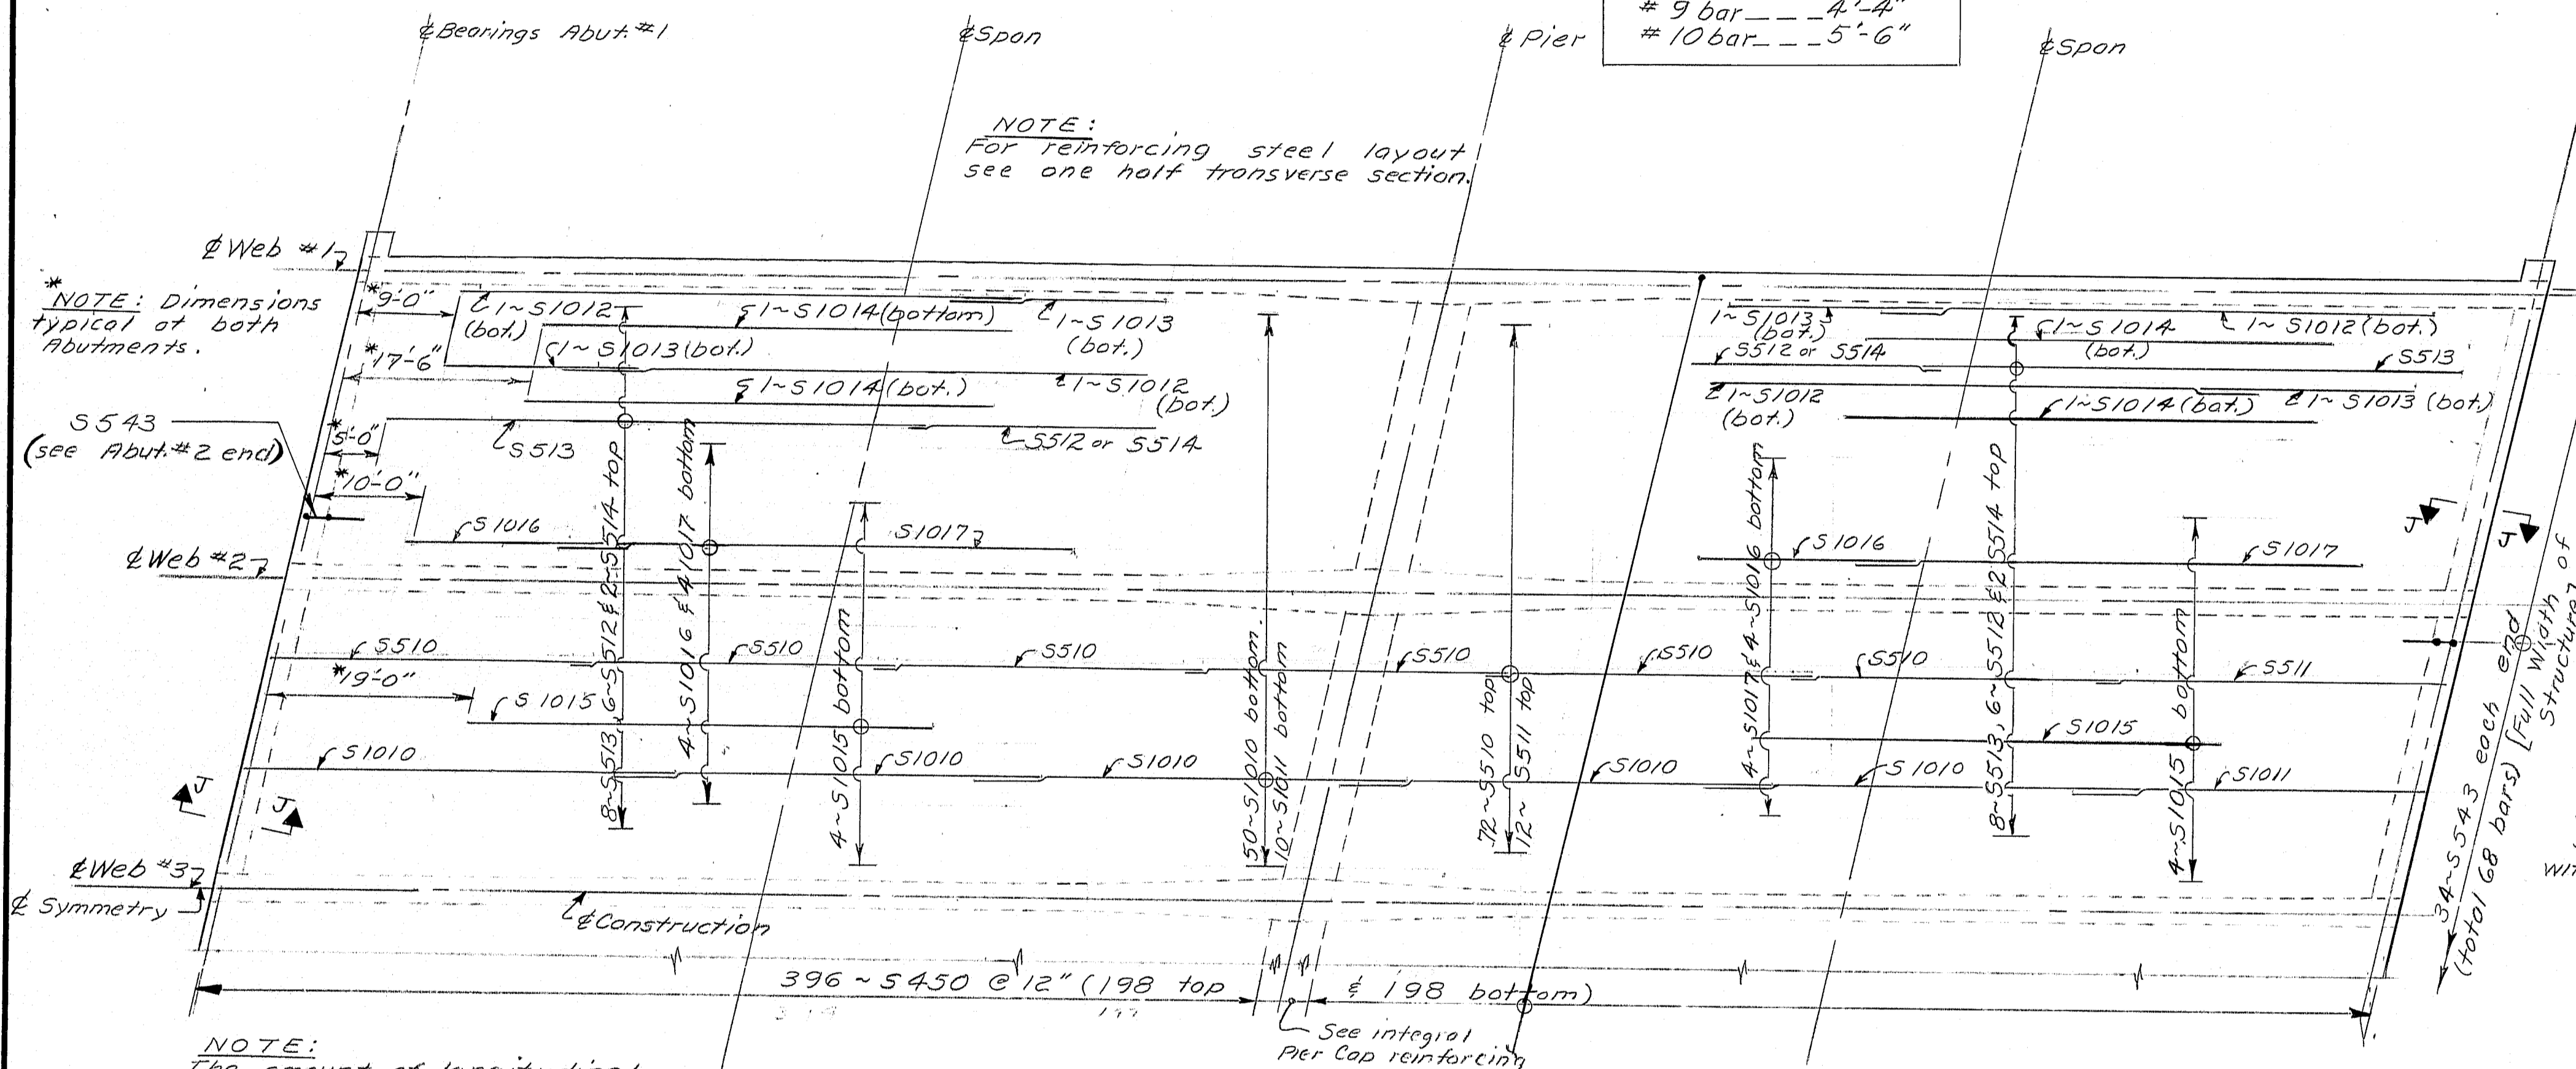 # 9 bar___4'-4"
# 10 bar___5'-6"
℄ Bearings Abut. #1
℄ Span
℄ Pier
℄ Span
NOTE:
For reinforcing steel layout
see one half transverse section.
℄ Web #1
*
NOTE: Dimensions
typical at both
Abutments.
*9'-0"
1~S1012
(bot.)
1~S1014 (bottom)
1~S1013
(bot.)
*17'-6"
1~S1013 (bot.)
1~S1014 (bot.)
1~S1012
(bot.)
S543
(see Abut. #2 end)
*5'-0"
S513
S512 or S514
*10'-0"
S1016
S1017
℄ Web #2
8~S513, 6~S512 & 2~S514 top
4~S1016 & 4~S1017 bottom
4~S1015 bottom
S510
S510
S510
S510
S510
S510
S511
*19'-0"
S1015
S1010
S1010
S1010
S1010
S1010
S1011
50~S1010 bottom.
10~S1011 bottom
72~S510 top
12~S511 top
1~S1013
(bot.)
1~S1014
(bot.)
1~S1012 (bot.)
S512 or S514
S513
1~S1012
(bot.)
1~S1014 (bot.)
1~S1013 (bot.)
S1016
S1017
4~S1017 & 4~S1016 bottom
8~S513, 6~S512 & 2 S514 top
S1015
4~S1015 bottom
J
J
J
J
34~S543 each end
(total 68 bars) [Full Width of
Structure]
℄ Web #3
℄ Symmetry
℄ Construction
396~S450 @ 12" (198 top & 198 bottom)
See integral
Pier Cap reinforcing
NOTE:
The amount of